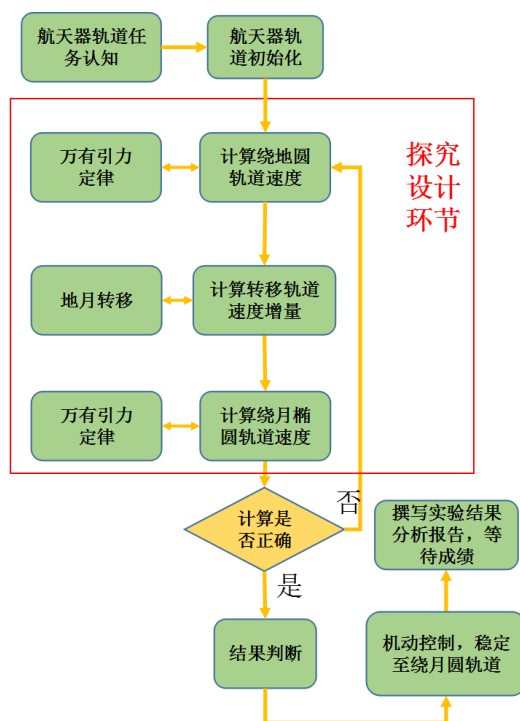 航天器轨道任
务认知
航天器轨
道初始化
探究
设计
环节
万有引力
定律
计算绕地圆
轨道速度
地月转移
计算转移轨道
速度增量
万有引力
定律
计算绕月椭
圆轨道速度
计算是
否正确
否
是
撰写实验结果
分析报告，等
待成绩
结果判断
机动控制，稳定
至绕月圆轨道